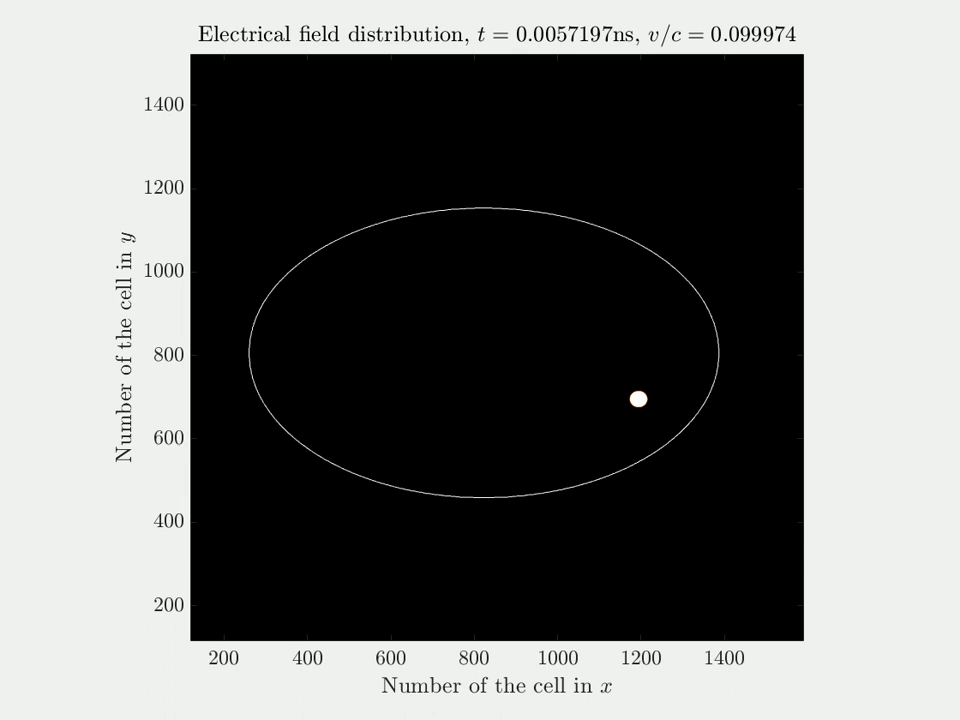 Electrical field distribution, t = 0.0057197ns, v/c = 0.099974
1400
1200
1000
800
600
400
200
Number of the cell in y
200 400 600 800 1000 1200 1400
Number of the cell in x